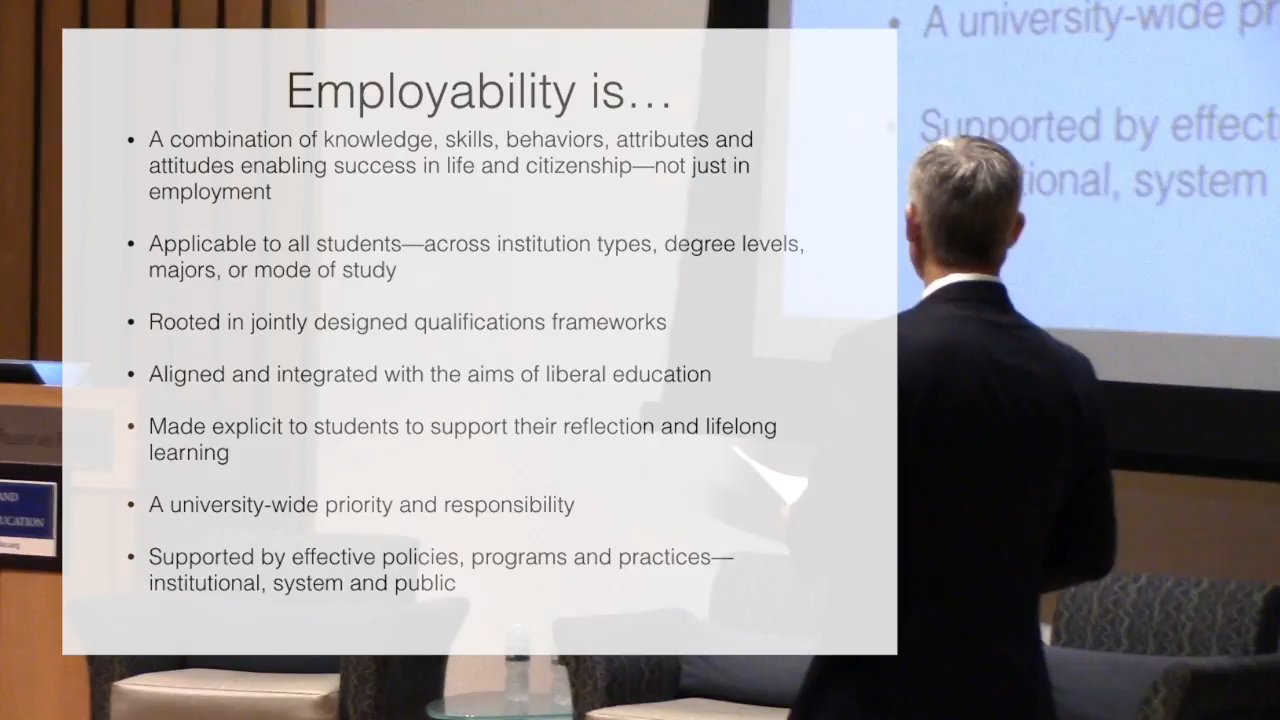 Employability is…
• A combination of knowledge, skills, behaviors, attributes and
attitudes enabling success in life and citizenship—not just in
employment
• Applicable to all students—across institution types, degree levels,
majors, or mode of study
• Rooted in jointly designed qualifications frameworks
• Aligned and integrated with the aims of liberal education
• Made explicit to students to support their reflection and lifelong
learning
• A university-wide priority and responsibility
• Supported by effective policies, programs and practices—
institutional, system and public
• A university-wide pr
Supported by effect
tional, system
AND
UCATION